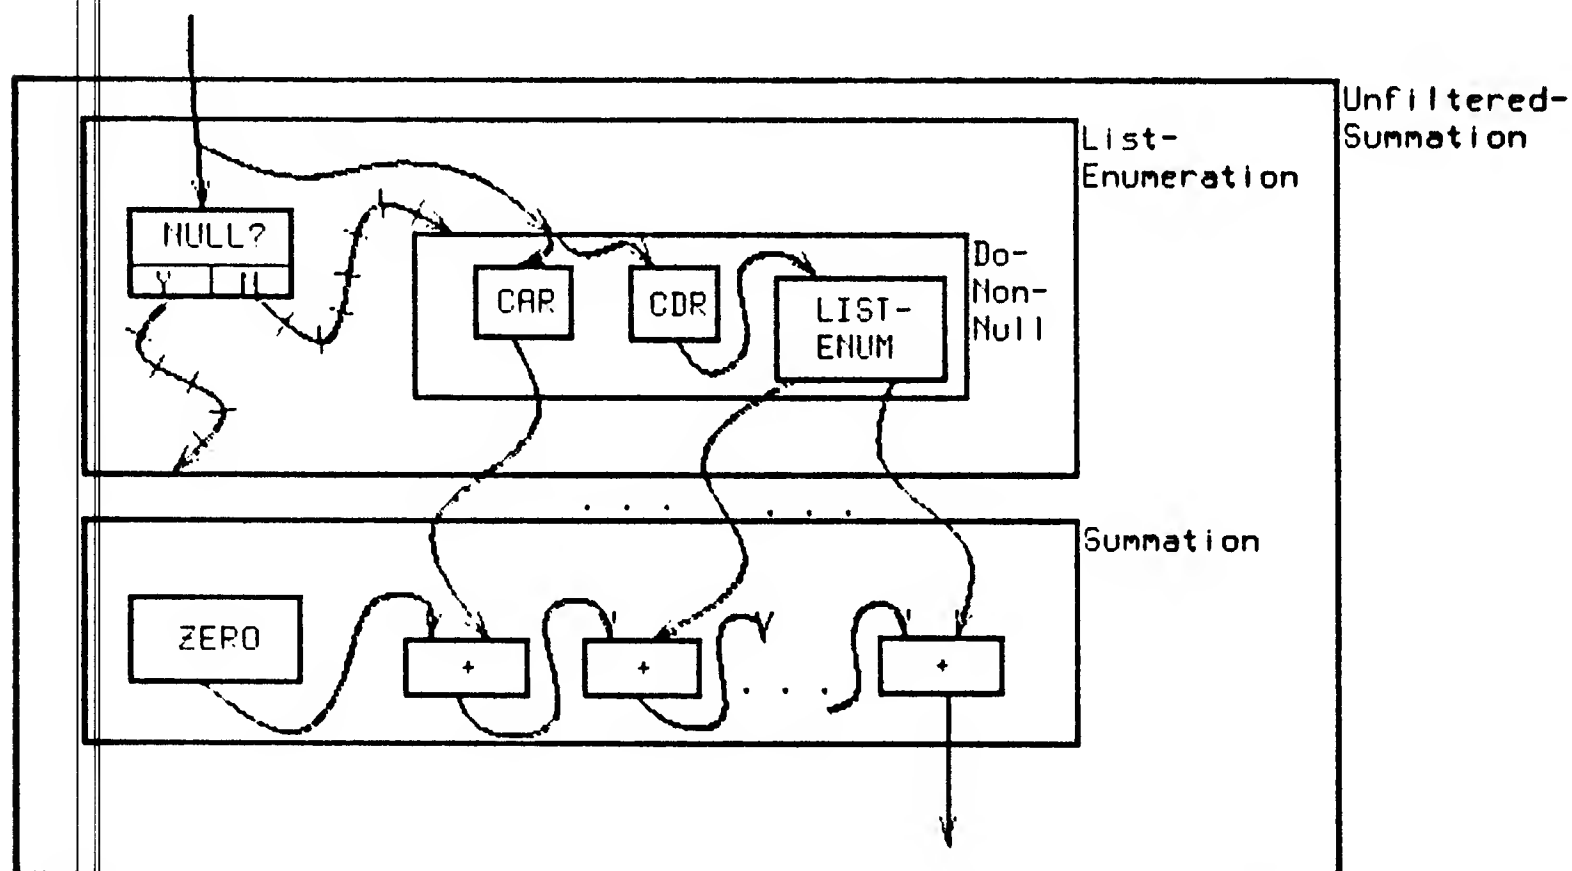 Unfiltered-
Summation
List-
Enumeration
NULL?
Y N
Do-
Non-
Null
CAR
CDR
LIST-
ENUM
. . . . . .
Summation
ZERO
+ + . . . +